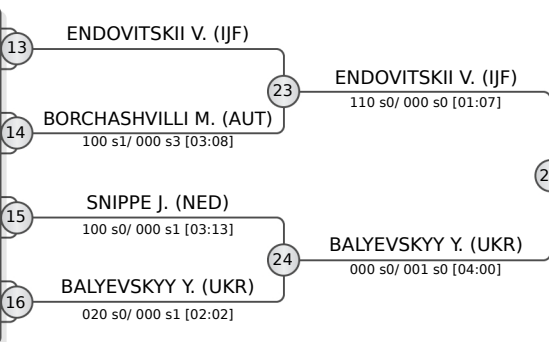 13
ENDOVITSKII V. (IJF)
23
ENDOVITSKII V. (IJF)
110 s0/ 000 s0 [01:07]
14
BORCHASHVILLI M. (AUT)
100 s1/ 000 s3 [03:08]
15
SNIPPE J. (NED)
100 s0/ 000 s1 [03:13]
24
BALYEVSKYY Y. (UKR)
000 s0/ 001 s0 [04:00]
16
BALYEVSKYY Y. (UKR)
020 s0/ 000 s1 [02:02]